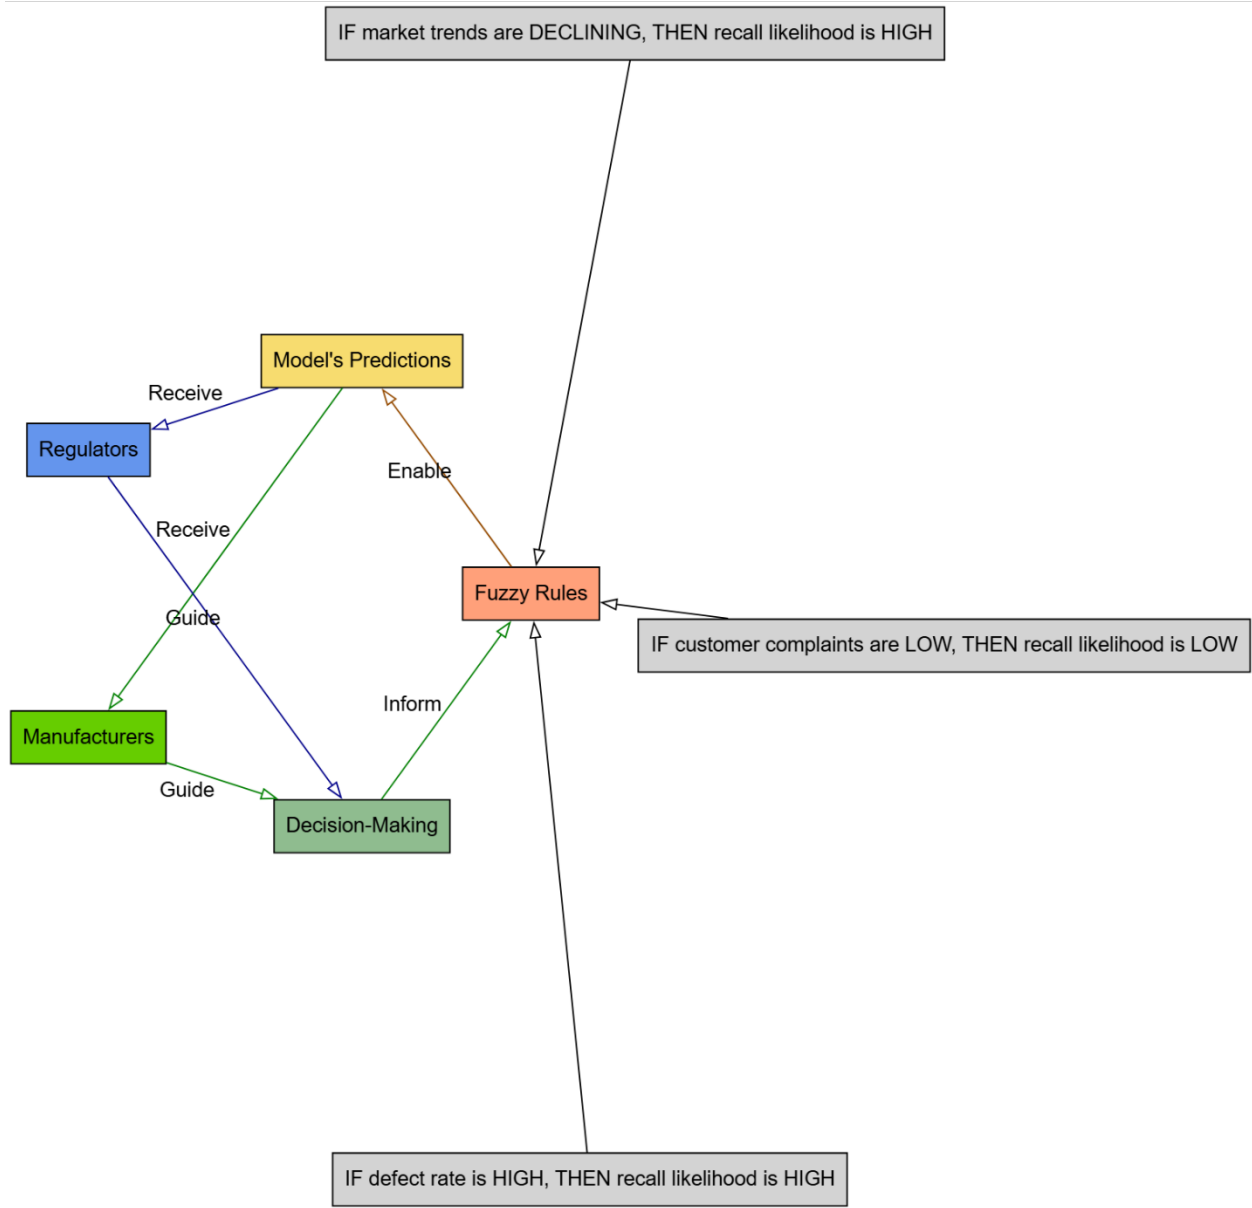 IF market trends are DECLINING, THEN recall likelihood is HIGH
Model's Predictions
Receive
Regulators
Enable
Receive
Fuzzy Rules
Guide
IF customer complaints are LOW, THEN recall likelihood is LOW
Inform
Manufacturers
Guide
Decision-Making
IF defect rate is HIGH, THEN recall likelihood is HIGH